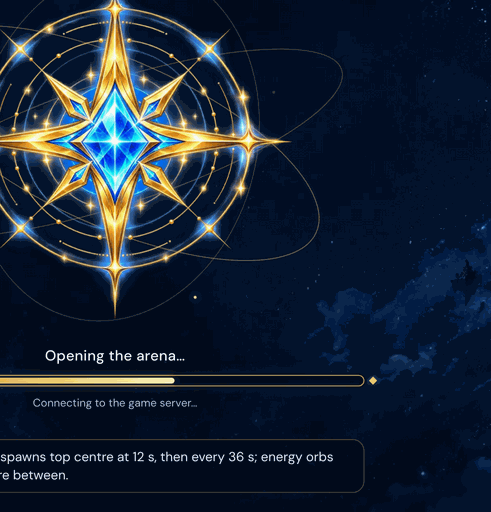 Opening the arena...
Connecting to the game server...
spawns top centre at 12 s, then every 36 s; energy orbs
re between.